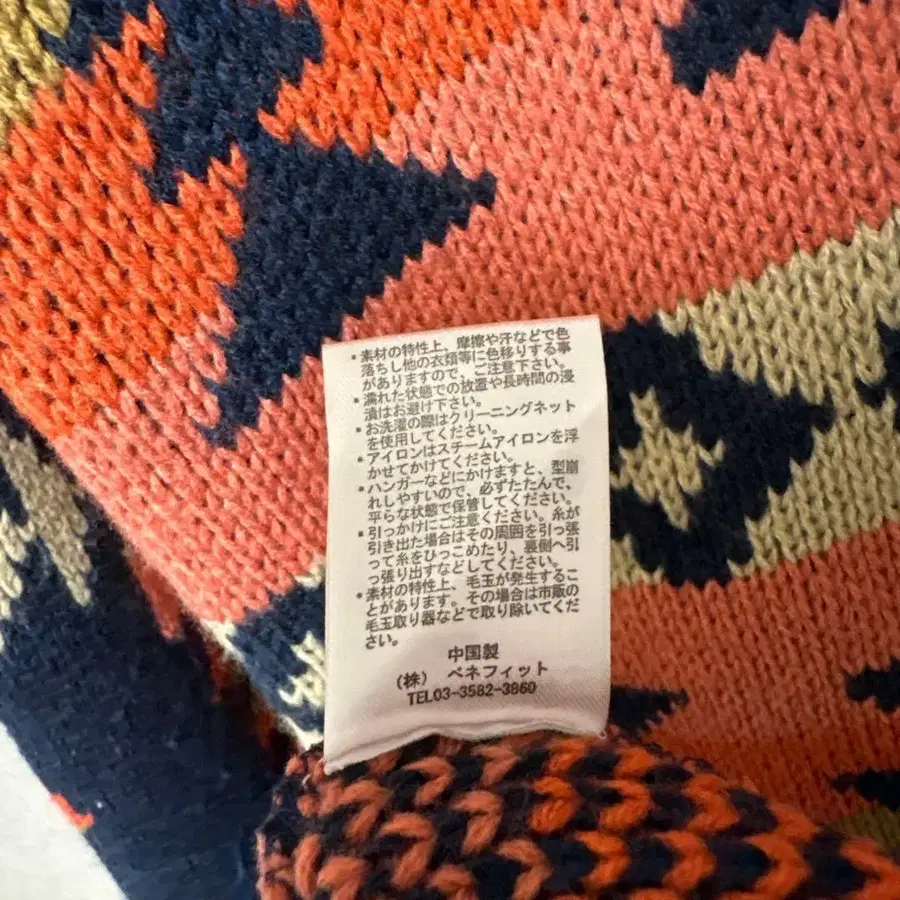 ・素材の特性上、摩擦や汗などで色
落ちし他の衣類等に色移りする事
がありますので、ご注意下さい。
・濡れた状態での放置や長時間の浸
漬はお避け下さい。
・お洗濯の際はクリーニングネット
を使用してください。
・アイロンはスチームアイロンを浮
かせてかけてください。
・ハンガーなどにかけますと、型崩
れしやすいので、必ずたたんで、
平らな状態で保管してください。
・引っかけにご注意ください。糸が
引き出た場合はその周囲を引っ張
って糸をひっこめたり、裏側へ引
っ張り出すなどしてください。
・素材の特性上、毛玉が発生するこ
とがあります。その場合は市販の
毛玉取り器などで取り除いてくだ
さい。
中国製
（株） ベネフィット
TEL03-3582-3860